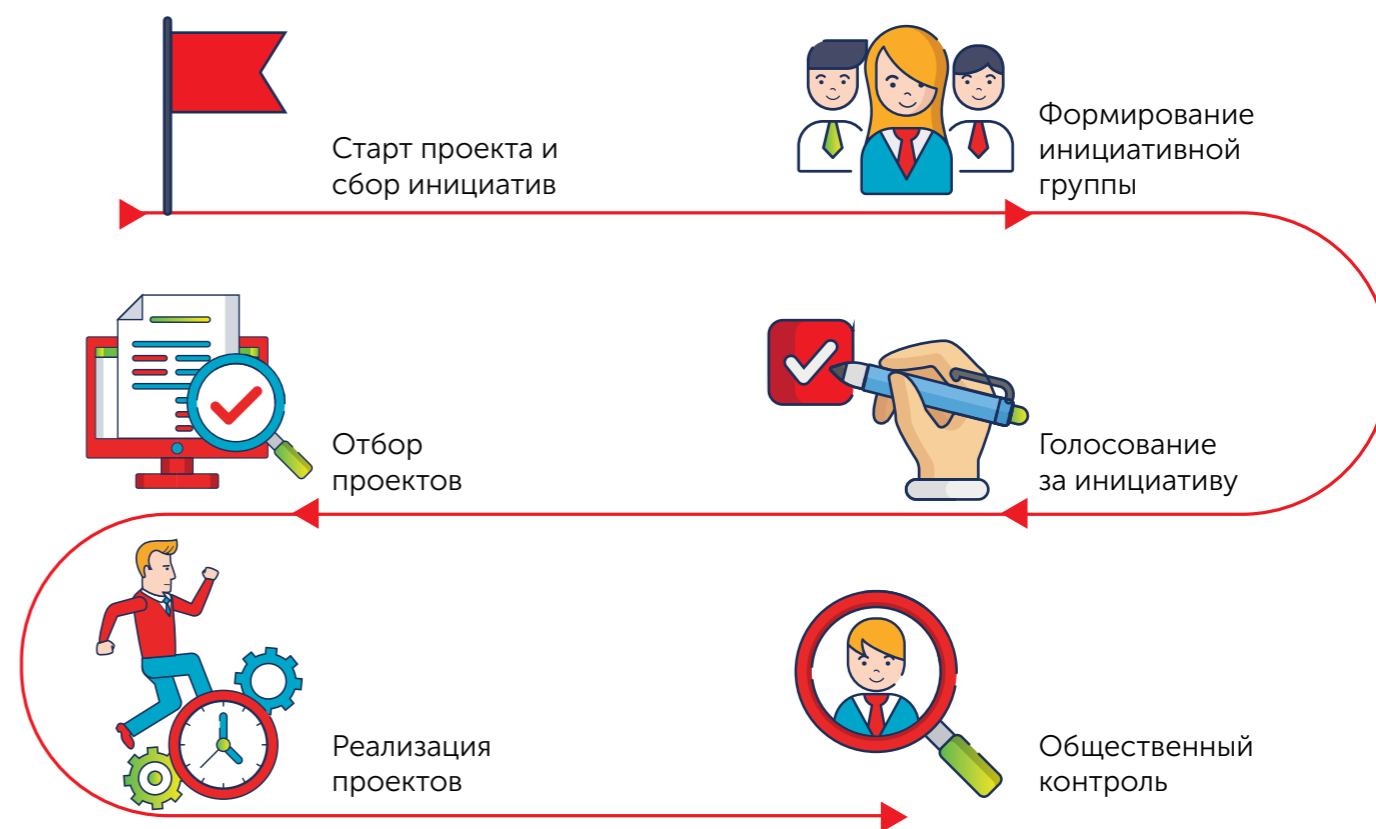 Старт проекта и
сбор инициатив
Формирование
инициативной
группы
Голосование
за инициативу
Отбор
проектов
Реализация
проектов
Общественный
контроль